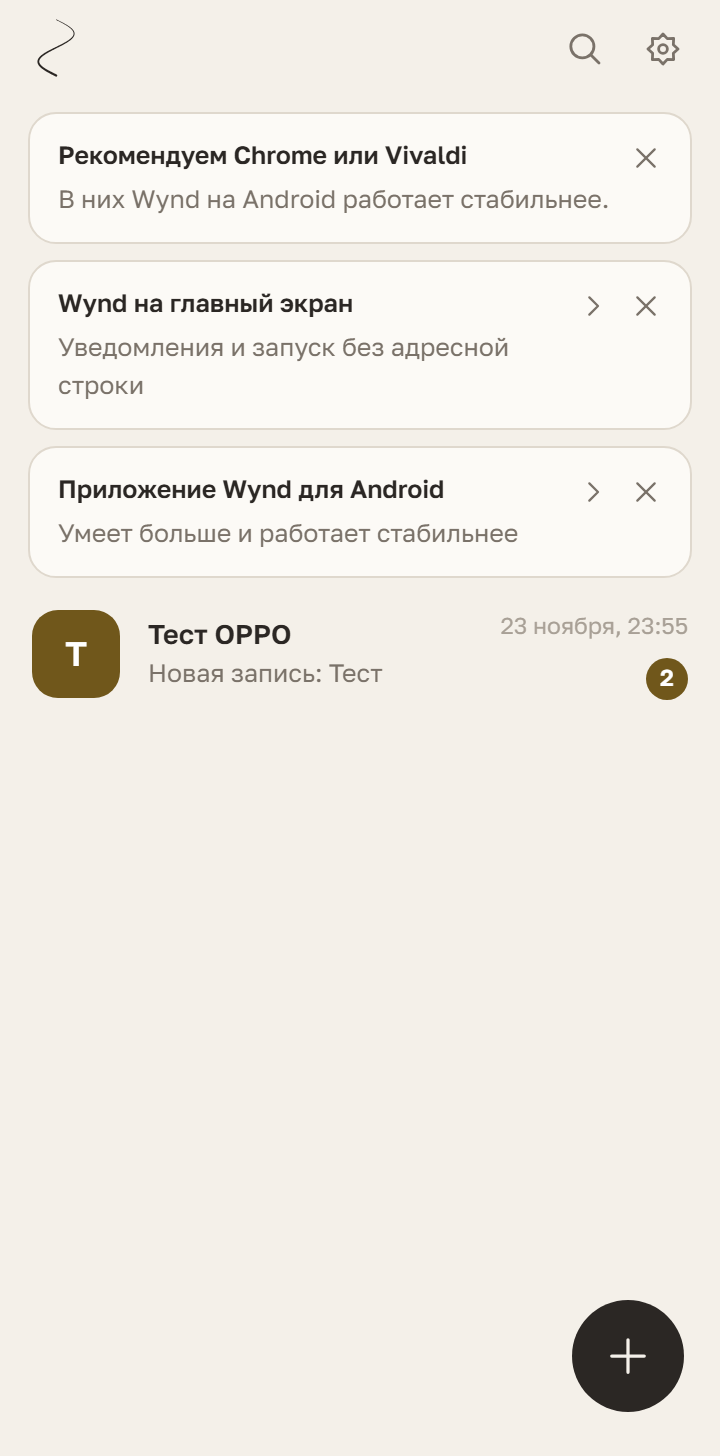 Рекомендуем Chrome или Vivaldi
В них Wynd на Android работает стабильнее.
Wynd на главный экран
Уведомления и запуск без адресной
строки
Приложение Wynd для Android
Умеет больше и работает стабильнее
Т
Тест OPPO
23 ноября, 23:55
Новая запись: Тест
2